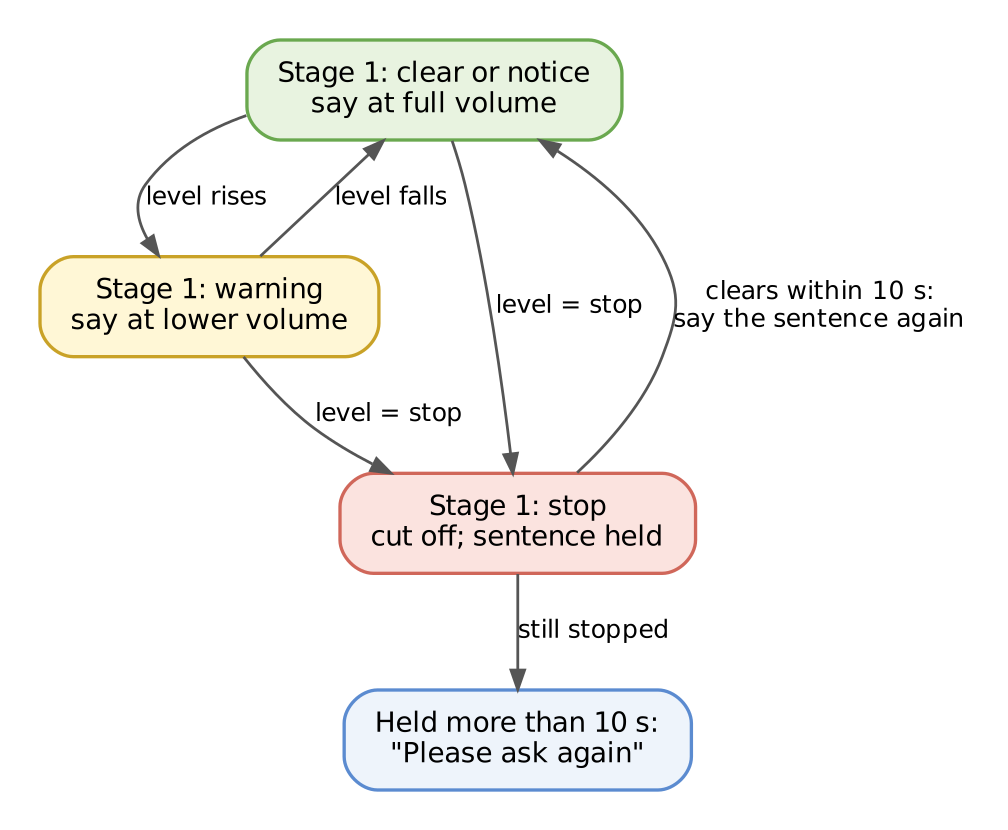 Stage 1: clear or notice
say at full volume
level rises
level falls
Stage 1: warning
say at lower volume
level = stop
clears within 10 s:
say the sentence again
level = stop
Stage 1: stop
cut off; sentence held
still stopped
Held more than 10 s:
"Please ask again"